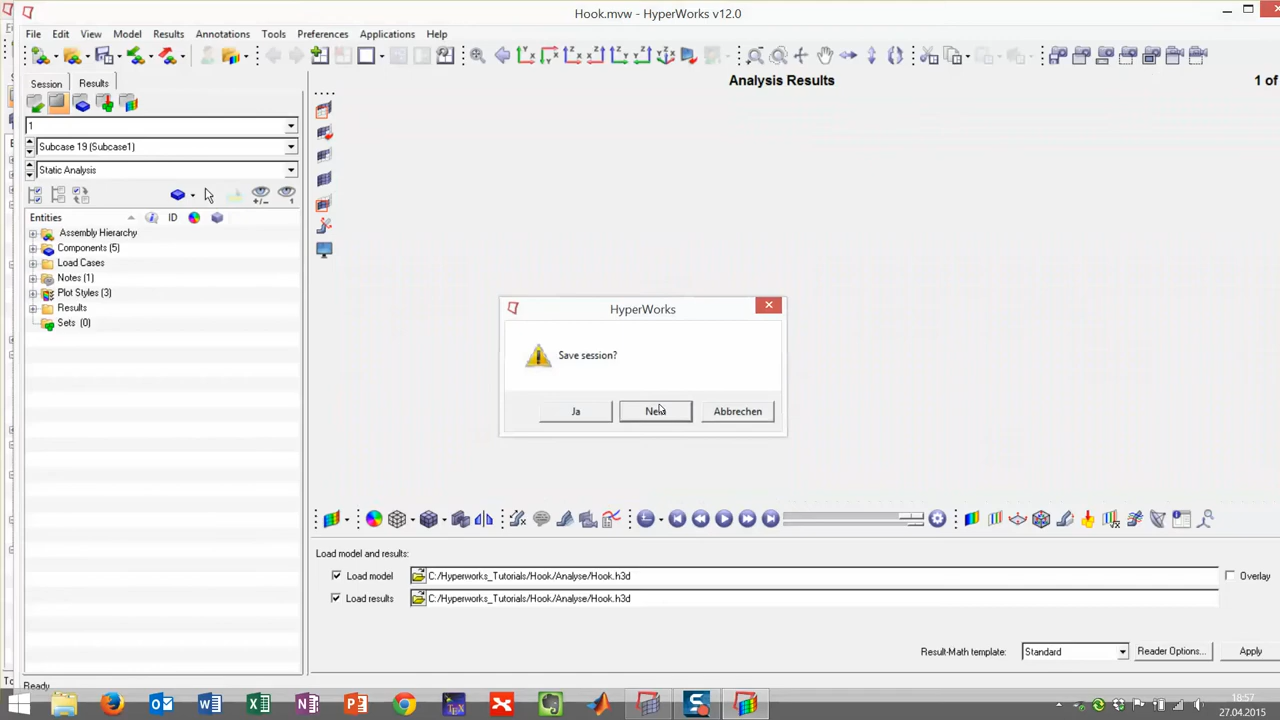 Hook.mvw - HyperWorks v12.0
File Edit View Model Results Annotations Tools Preferences Applications Help
Session Results
Analysis Results
1 of
1
Subcase 19 (Subcase1)
Static Analysis
Entities ID
Assembly Hierarchy
Components (5)
Load Cases
Notes (1)
Plot Styles (3)
Results
Sets (0)
HyperWorks
Save session?
Ja Nein Abbrechen
Load model and results:
Load model C:/Hyperworks_Tutorials/Hook/Analyse/Hook.h3d Overlay
Load results C:/Hyperworks_Tutorials/Hook/Analyse/Hook.h3d
Result-Math template: Standard Reader Options... Apply
Ready
18:57
27.04.2015